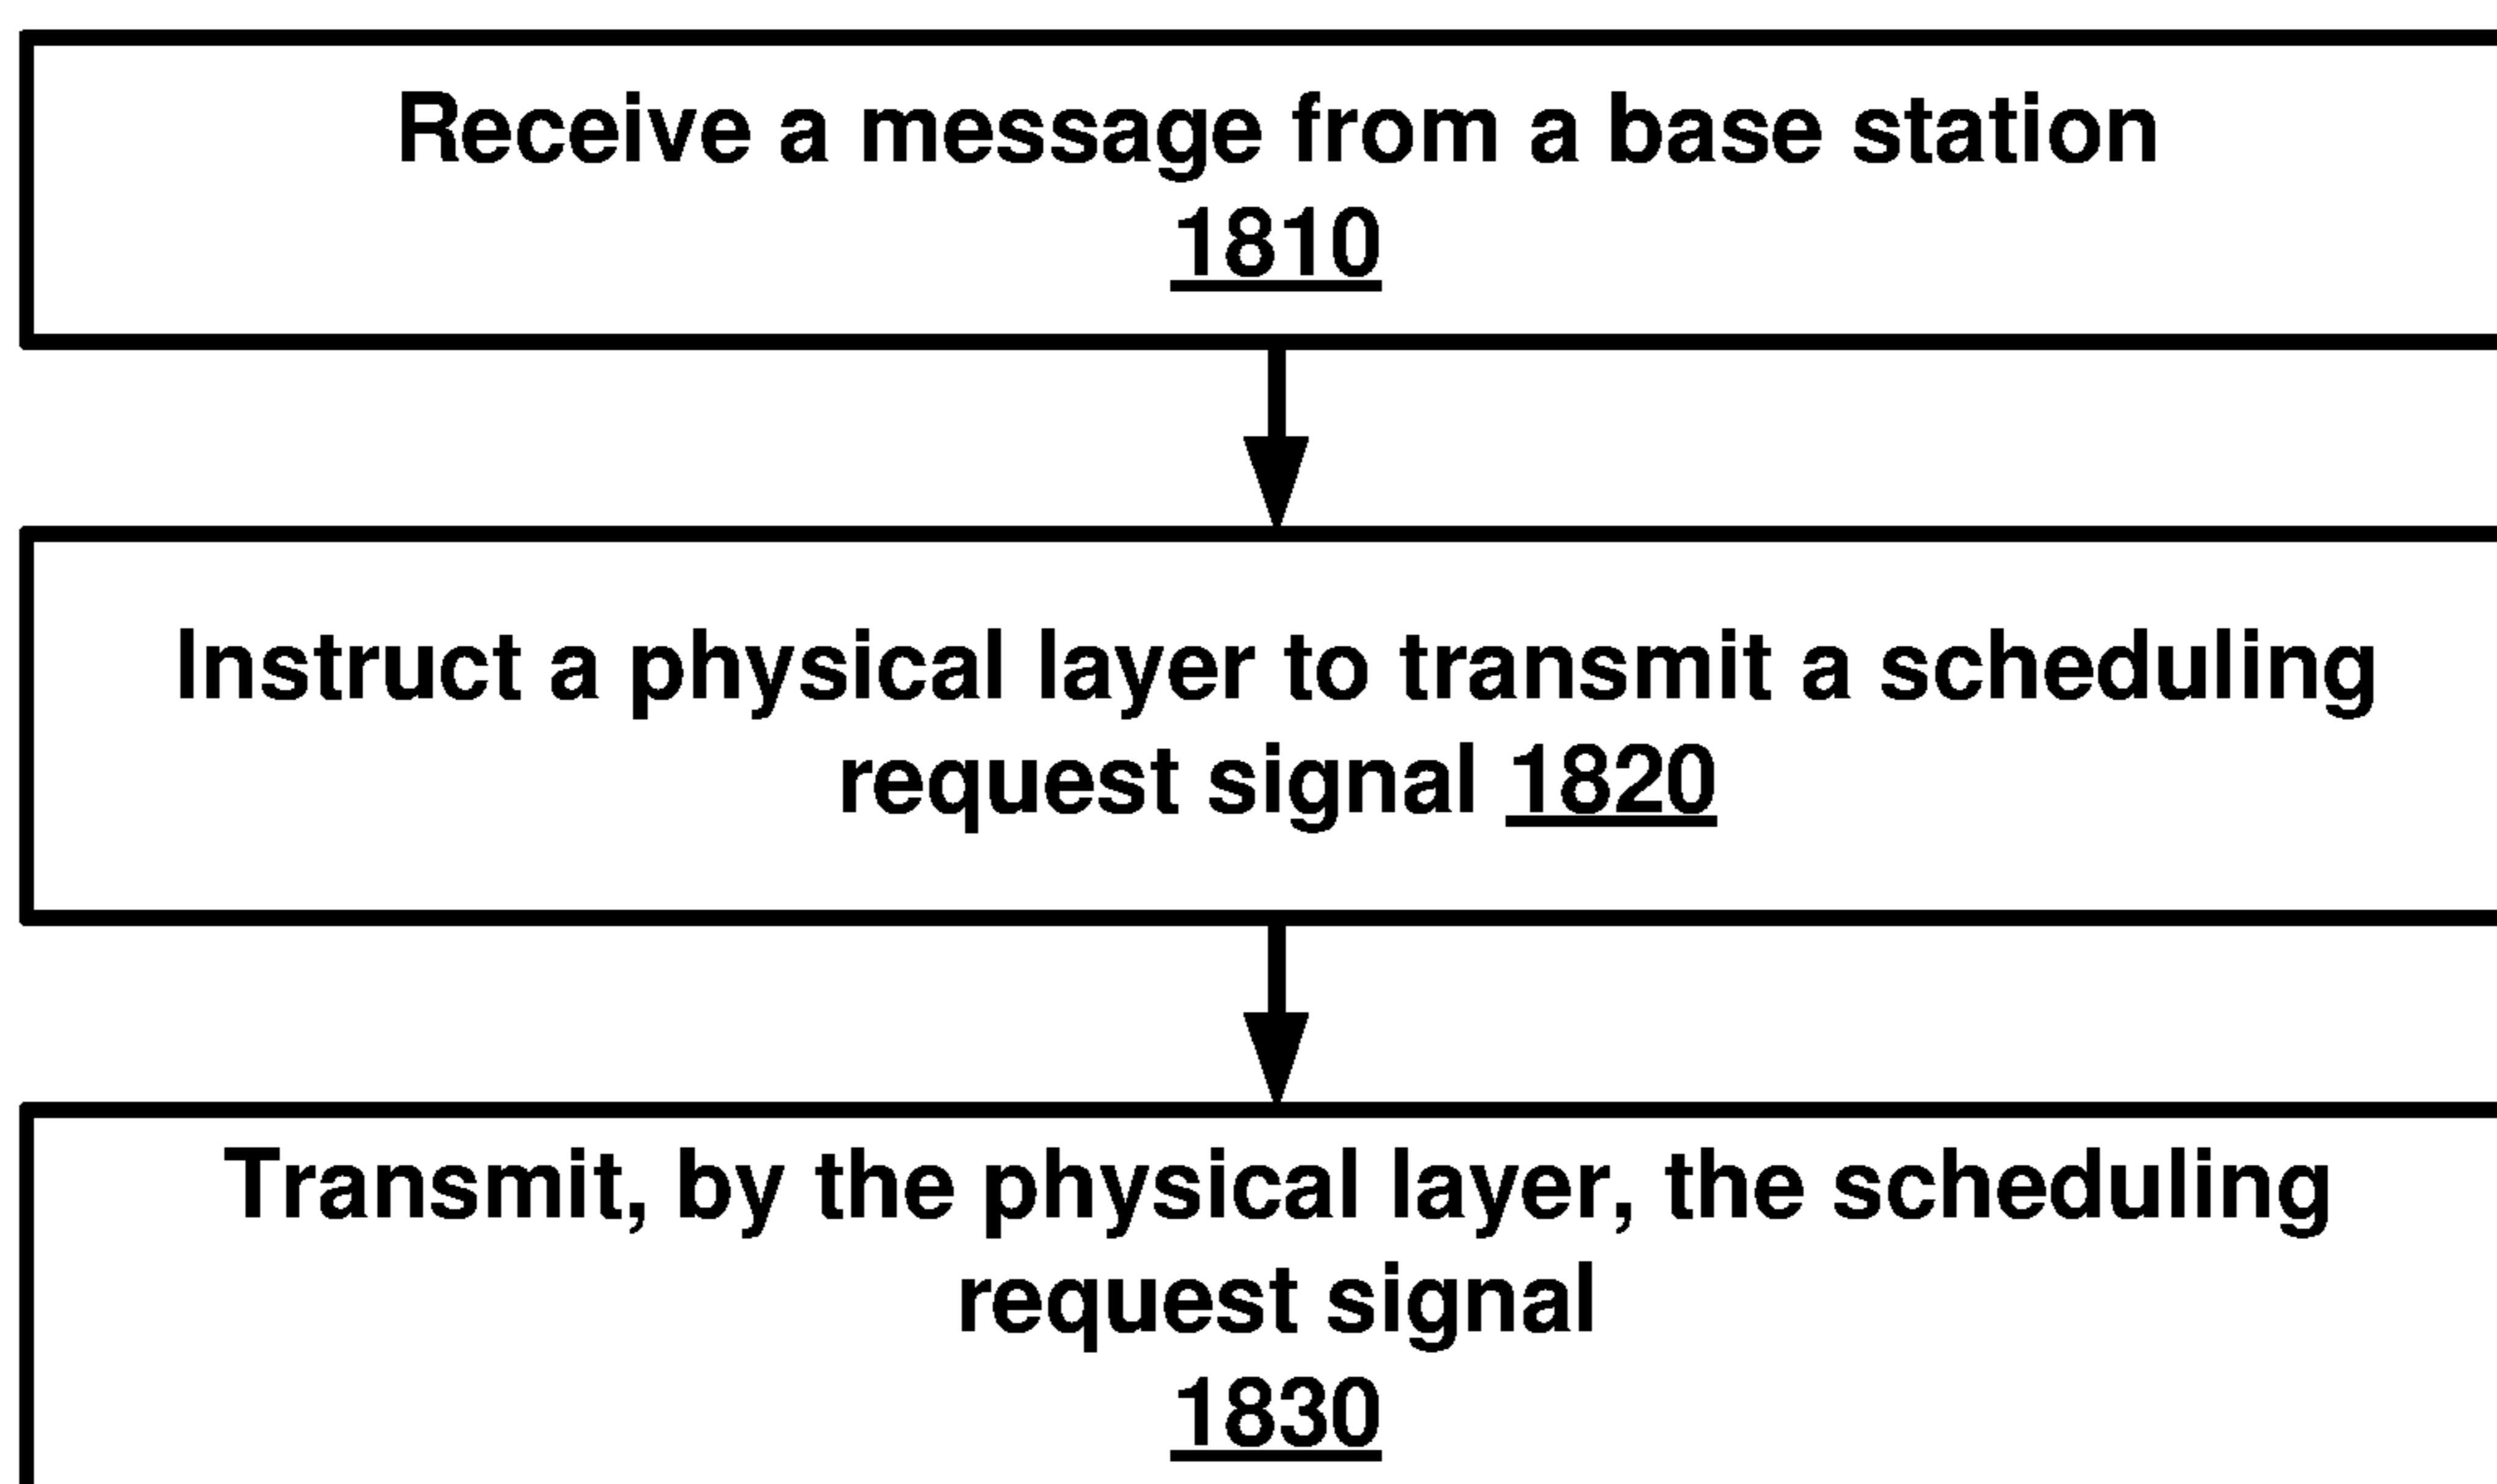 Receive a message from a base station
1810
Instruct a physical layer to transmit a scheduling
request signal 1820
Transmit, by the physical layer, the scheduling
request signal
1830